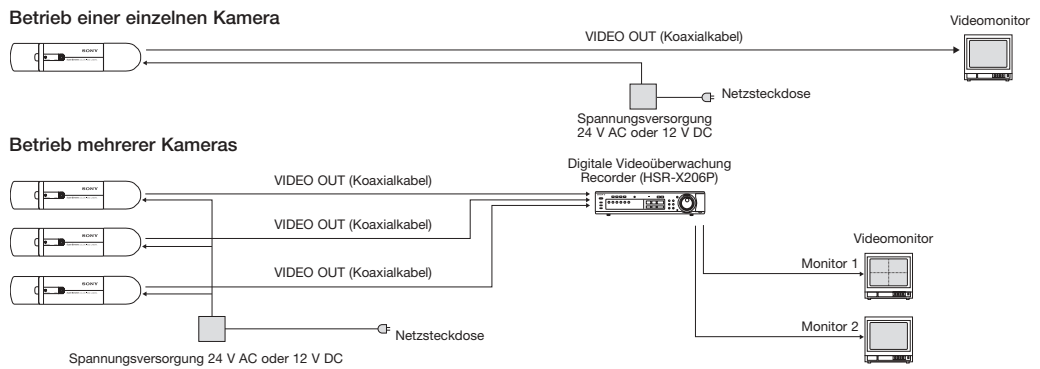 Betrieb einer einzelnen Kamera
Videomonitor
VIDEO OUT (Koaxialkabel)
SONY
Netzsteckdose
Spannungsversorgung
24 V AC oder 12 V DC
Betrieb mehrerer Kameras
Digitale Videoüberwachung
Recorder (HSR-X206P)
VIDEO OUT (Koaxialkabel)
SONY
VIDEO OUT (Koaxialkabel)
SONY
Videomonitor
Monitor 1
VIDEO OUT (Koaxialkabel)
SONY
Monitor 2
Netzsteckdose
Spannungsversorgung 24 V AC oder 12 V DC